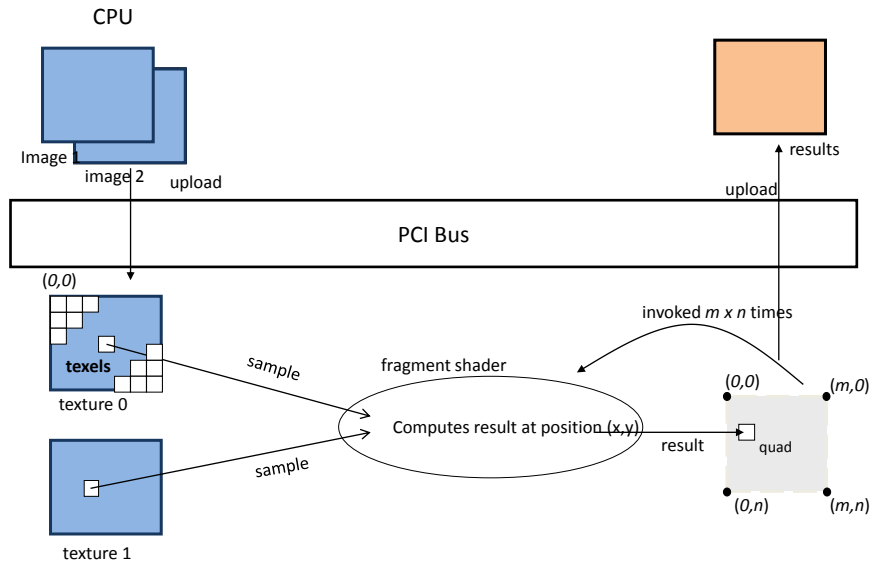 CPU
Image 1
image 2
upload
results
upload
PCI Bus
(0,0)
texels
texture 0
sample
fragment shader
invoked m x n times
Computes result at position (x,y)
result
(0,0)
(m,0)
quad
(0,n)
(m,n)
sample
texture 1